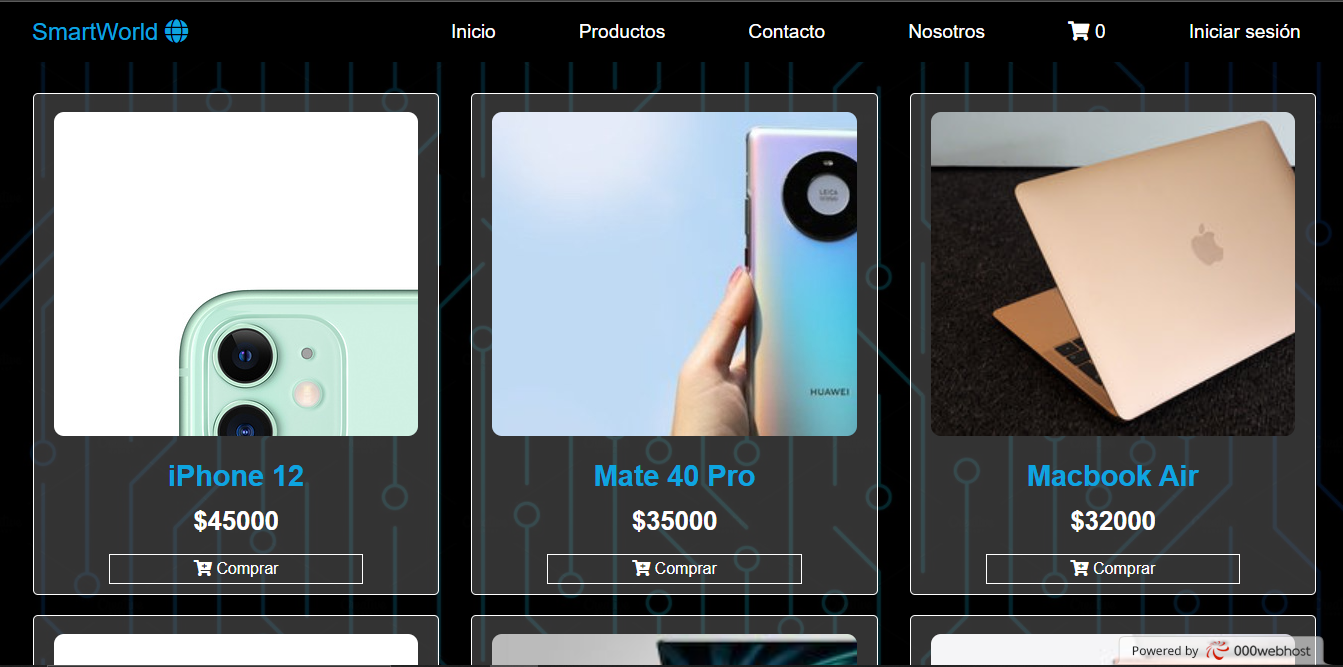 SmartWorld
Inicio
Productos
Contacto
Nosotros
0
Iniciar sesión
LEICA
HUAWEI
iPhone 12
$45000
Comprar
Mate 40 Pro
$35000
Comprar
Macbook Air
$32000
Comprar
Powered by 000webhost